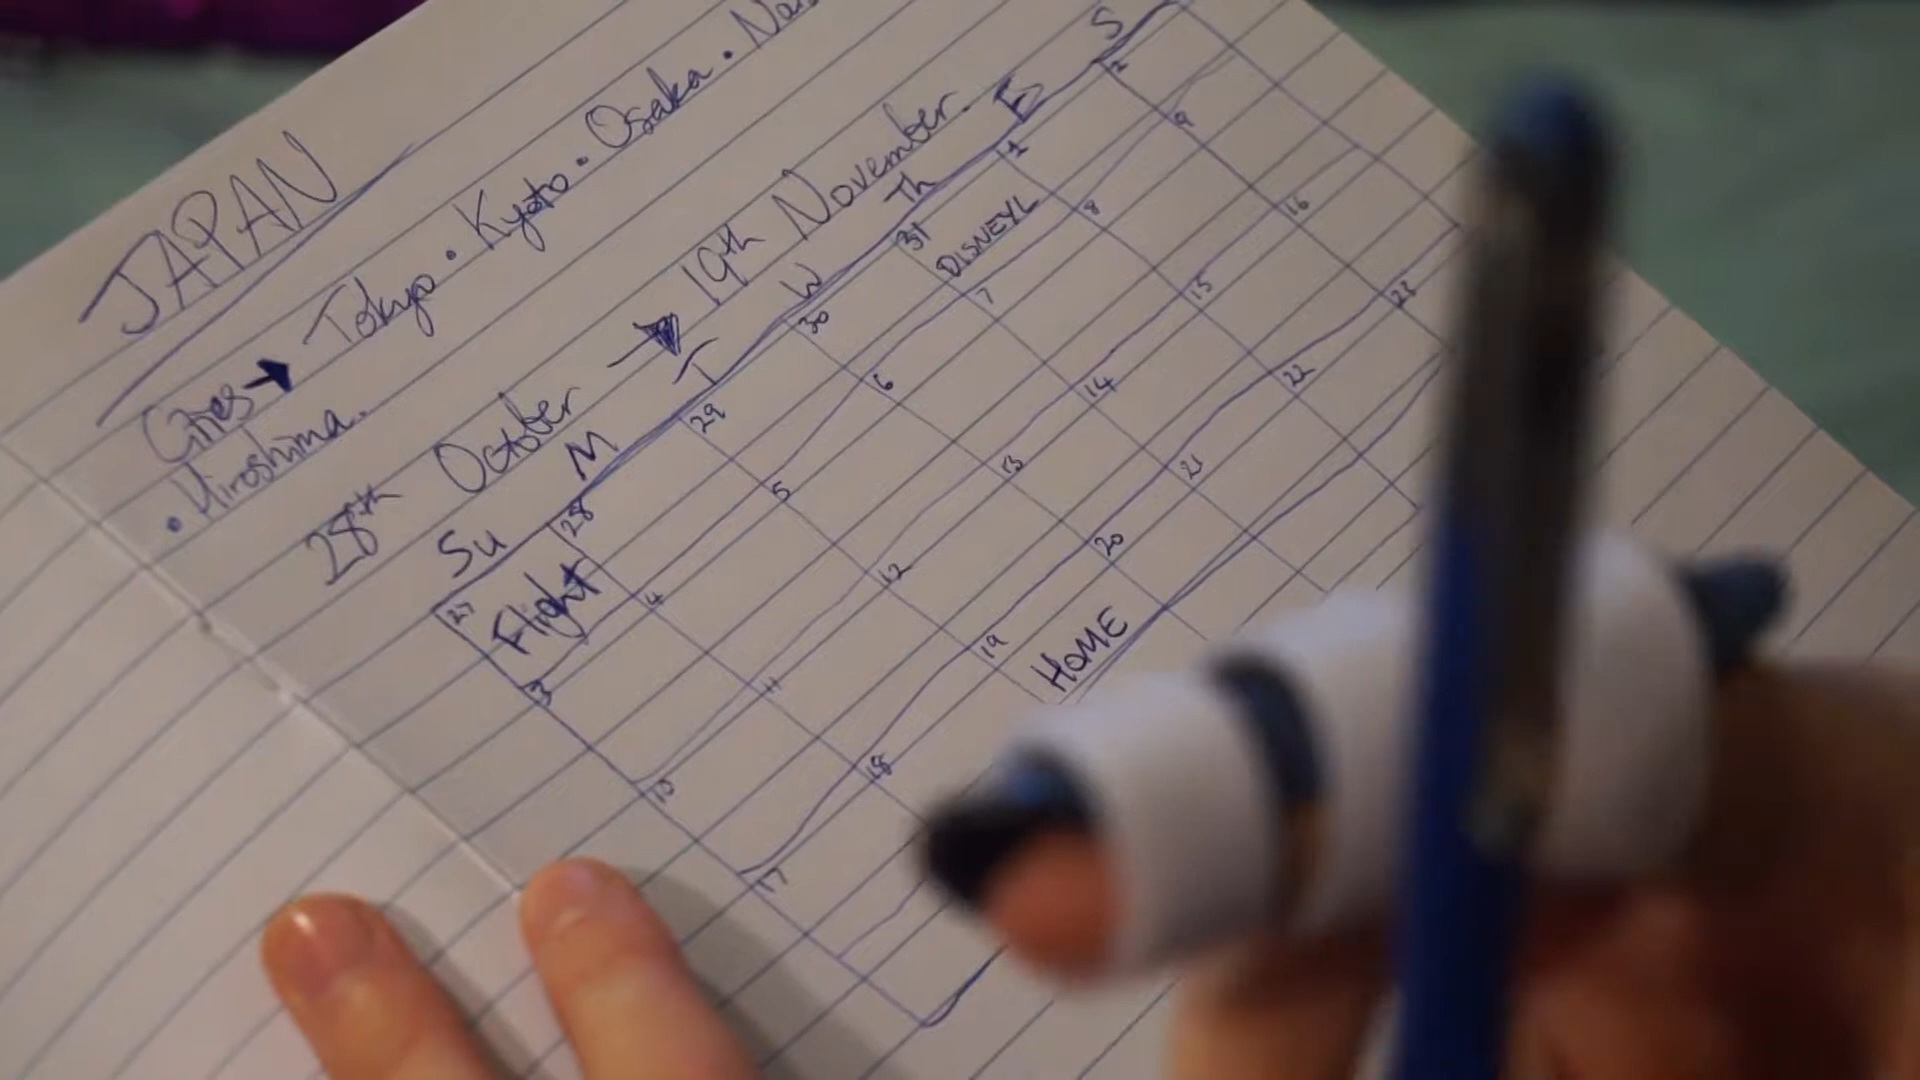 JAPAN
Cities → Tokyo • Kyoto • Osaka •
• Hiroshima.
28th October → 19th November.
Su M T W Th F S
27 28 29 30 31 1 2
Flight DISNEYL
3 4 5 6 7 8 9
10 11 12 13 14 15 16
17 18 19 20 21 22 23
HOME